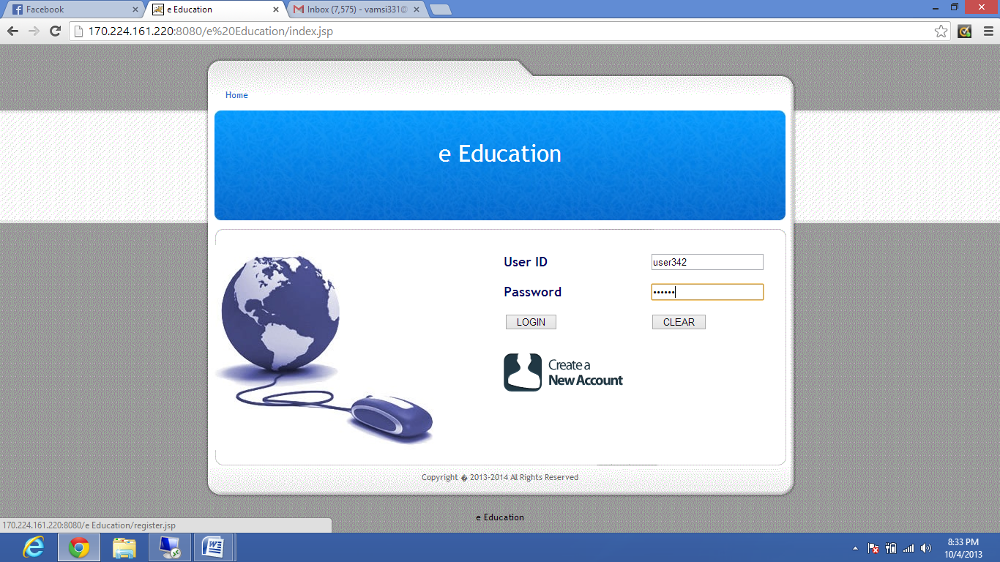 Facebook
e Education
Inbox (7,575) - vamsi331@
170.224.161.220:8080/e%20Education/index.jsp
Home
e Education
User ID
user342
Password
••••••
LOGIN
CLEAR
Create a
New Account
Copyright � 2013-2014 All Rights Reserved
e Education
170.224.161.220:8080/e Education/register.jsp
8:33 PM
10/4/2013